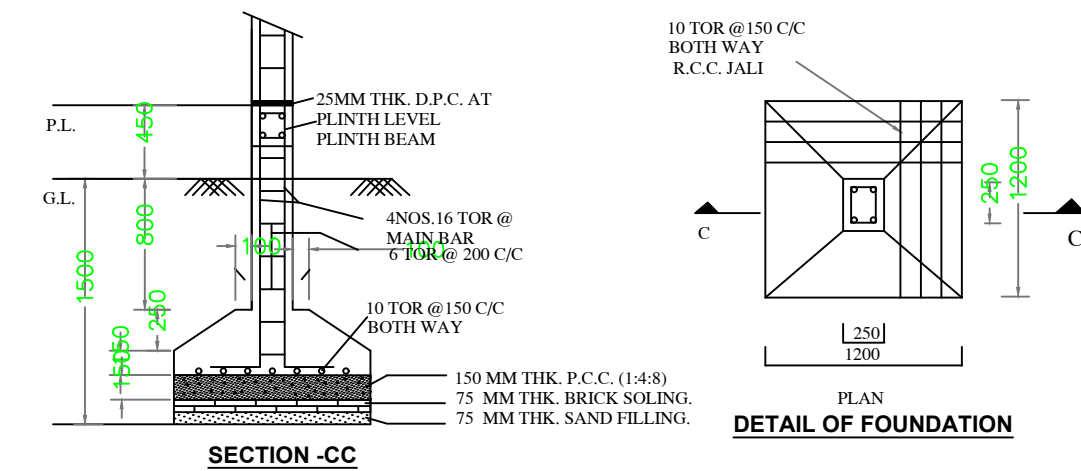 10 TOR @150 C/C
BOTH WAY
R.C.C. JALI
25MM THK. D.P.C. AT
PLINTH LEVEL
PLINTH BEAM
P.L.
450
G.L.
800
1500
4NOS.16 TOR @
MAIN BAR
6 TOR @ 200 C/C
100
100
250
10 TOR @150 C/C
BOTH WAY
150
150
150 MM THK. P.C.C. (1:4:8)
75 MM THK. BRICK SOLING.
75 MM THK. SAND FILLING.
SECTION -CC
250
1200
C
C
250
1200
PLAN
DETAIL OF FOUNDATION